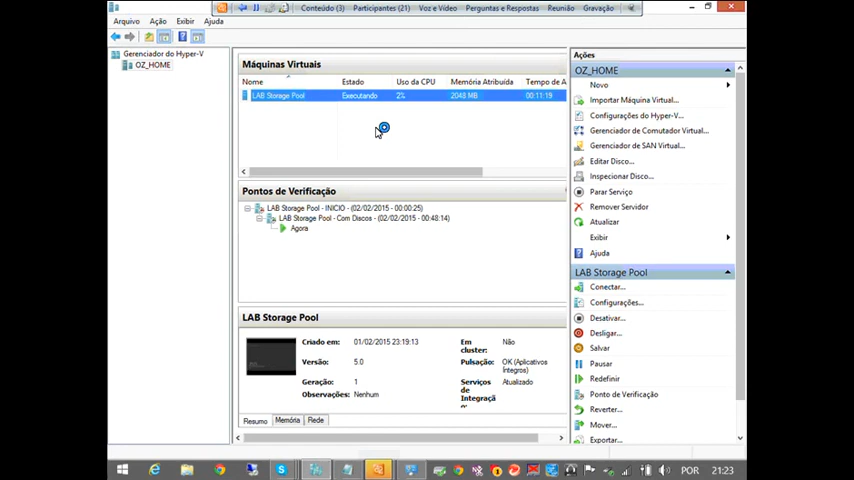 Conteúdo (3) Participantes (21) Voz e Vídeo Perguntas e Respostas Reunião Gravação
Arquivo Ação Exibir Ajuda
Gerenciador do Hyper-V
OZ_HOME
Máquinas Virtuais
Nome Estado Uso da CPU Memória Atribuída Tempo de A
LAB Storage Pool Executando 2% 2048 MB 00:11:19
Pontos de Verificação
LAB Storage Pool - INICIO - (02/02/2015 - 00:00:25)
LAB Storage Pool - Com Discos - (02/02/2015 - 00:48:14)
Agora
LAB Storage Pool
Criado em: 01/02/2015 23:19:13
Versão: 5.0
Geração: 1
Observações: Nenhum
Em cluster: Não
Pulsação: OK (Aplicativos Íntegros)
Serviços de Integraçã Atualizado
Resumo Memória Rede
Ações
OZ_HOME
Novo
Importar Máquina Virtual...
Configurações do Hyper-V...
Gerenciador de Comutador Virtual...
Gerenciador de SAN Virtual...
Editar Disco...
Inspecionar Disco...
Parar Serviço
Remover Servidor
Atualizar
Exibir
Ajuda
LAB Storage Pool
Conectar...
Configurações...
Desativar...
Desligar...
Salvar
Pausar
Redefinir
Ponto de Verificação
Reverter...
Mover...
Exportar...
POR 21:23